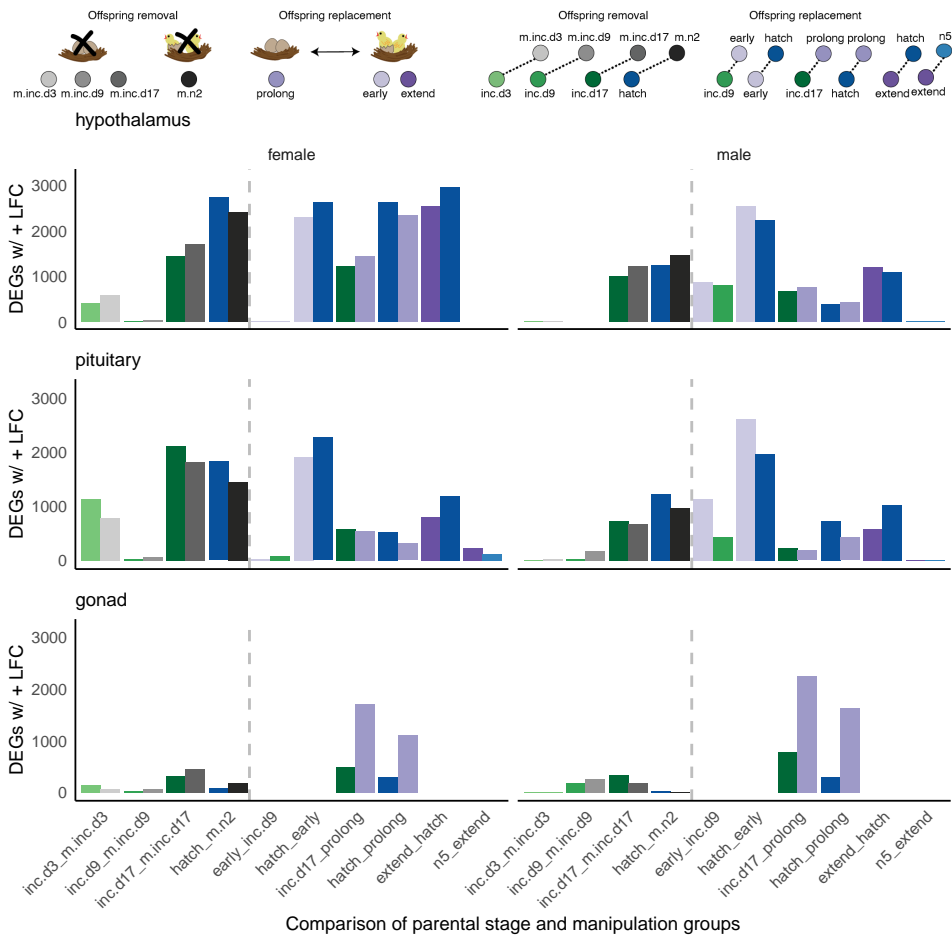 Offspring removal
Offspring replacement
Offspring removal
Offspring replacement
m.inc.d3
m.inc.d9
m.inc.d17
m.n2
prolong
early
extend
m.inc.d3
m.inc.d9
m.inc.d17
m.n2
inc.d3
inc.d9
inc.d17
hatch
early
hatch
prolong
prolong
hatch
n5
inc.d9
early
inc.d17
hatch
extend
extend
hypothalamus
female
male
DEGs w/ + LFC
3000
2000
1000
0
pituitary
DEGs w/ + LFC
3000
2000
1000
0
gonad
DEGs w/ + LFC
3000
2000
1000
0
inc.d3_m.inc.d3
inc.d9_m.inc.d9
inc.d17_m.inc.d17
hatch_m.n2
early_inc.d9
hatch_early
inc.d17_prolong
hatch_prolong
extend_hatch
n5_extend
inc.d3_m.inc.d3
inc.d9_m.inc.d9
inc.d17_m.inc.d17
hatch_m.n2
early_inc.d9
hatch_early
inc.d17_prolong
hatch_prolong
extend_hatch
n5_extend
Comparison of parental stage and manipulation groups